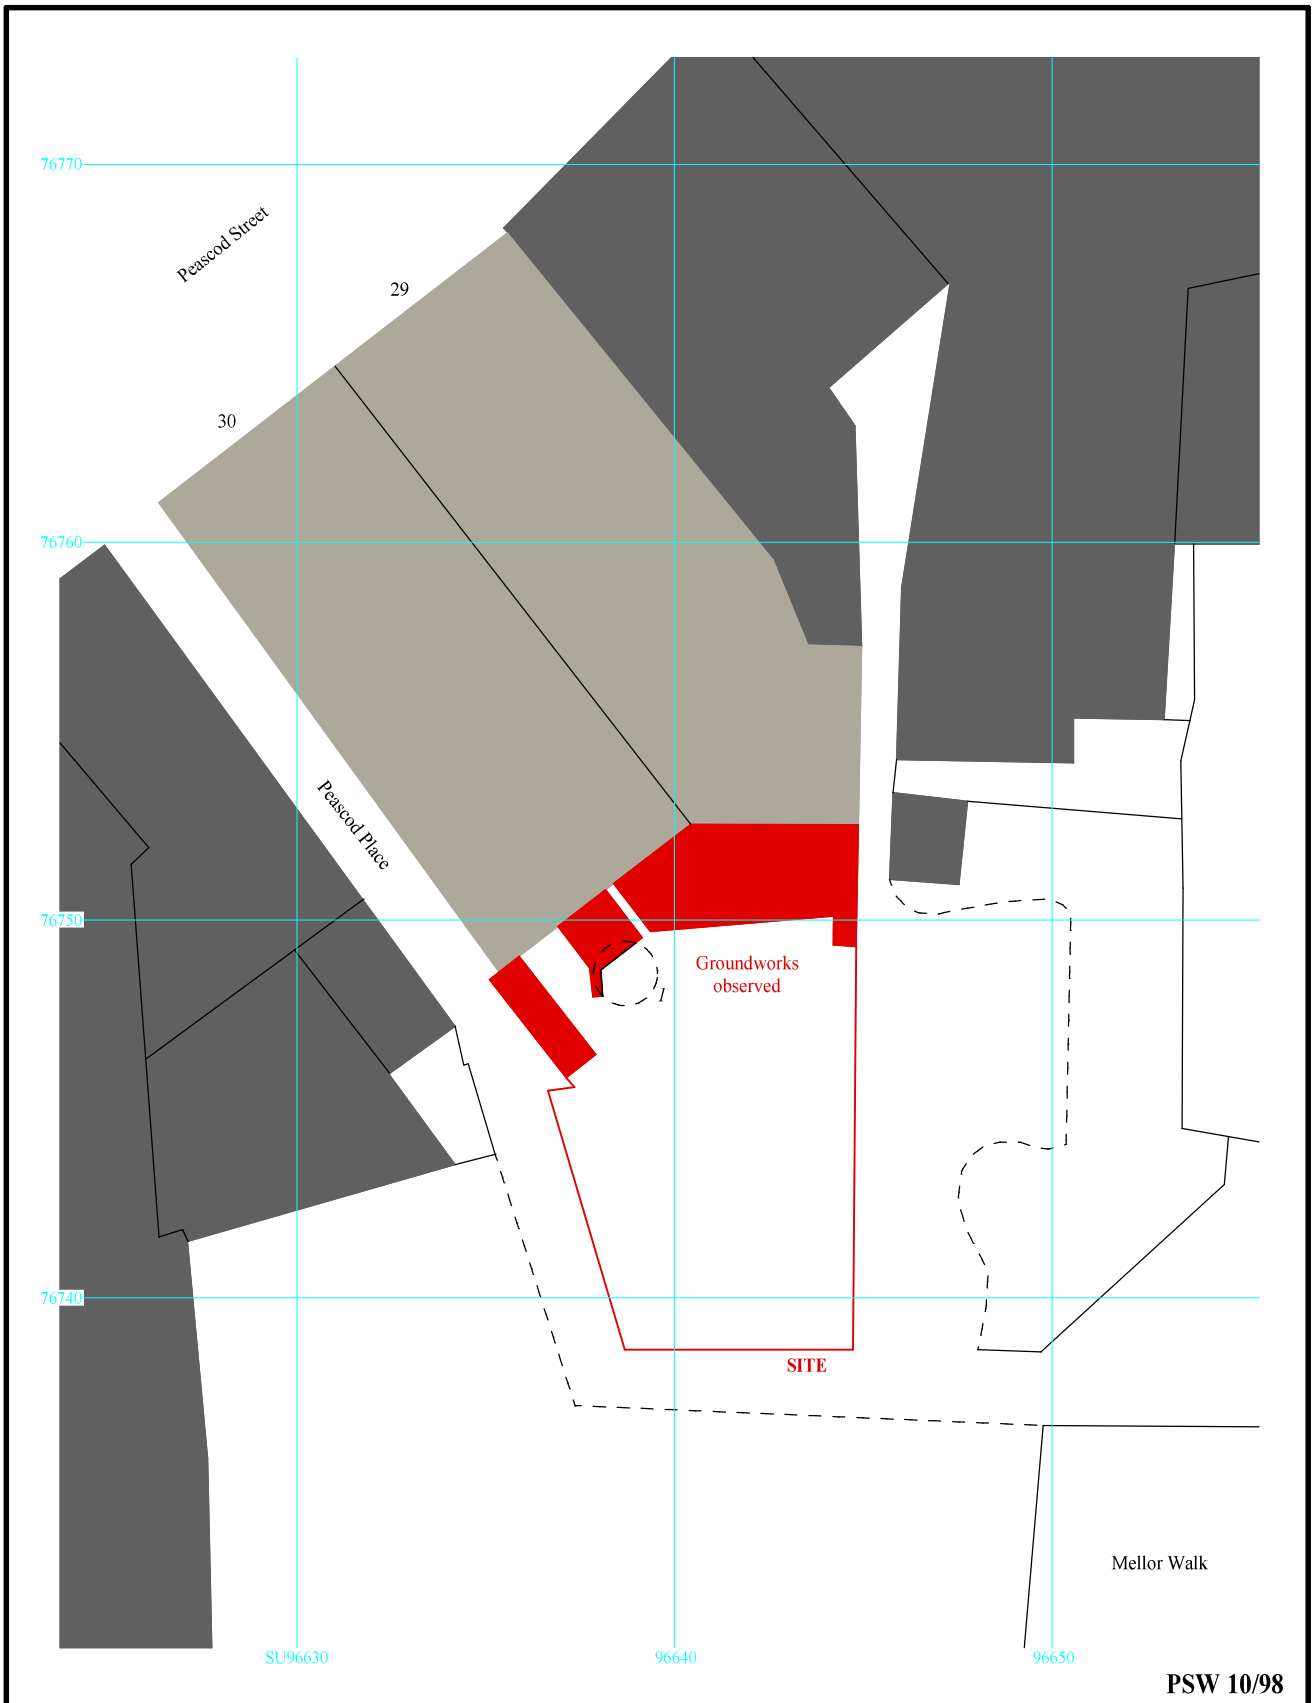 76770
Peascod Street
29
30
76760
Peascod Place
76750
Groundworks
observed
76740
SITE
Mellor Walk
SU96630
96640
96650
PSW 10/98